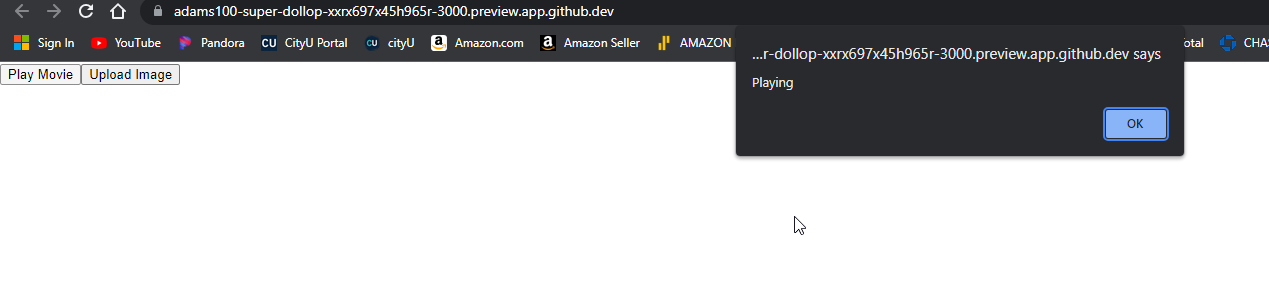 adams100-super-dollop-xxrx697x45h965r-3000.preview.app.github.dev
Sign In YouTube Pandora CU CityU Portal CU cityU a Amazon.com a Amazon Seller AMAZON otal CHAS
...r-dollop-xxrx697x45h965r-3000.preview.app.github.dev says
Playing
OK
Play Movie Upload Image